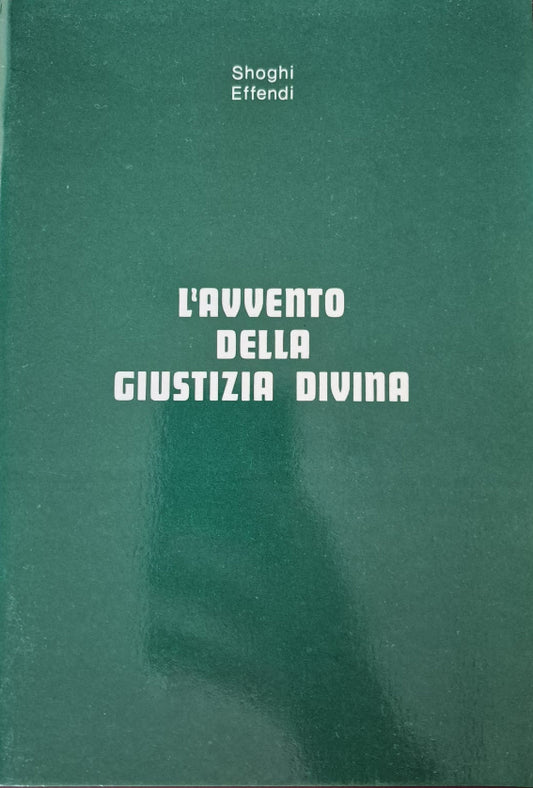 Shoghi
Effendi
L'AVVENTO
DELLA
GIUSTIZIA DIVINA